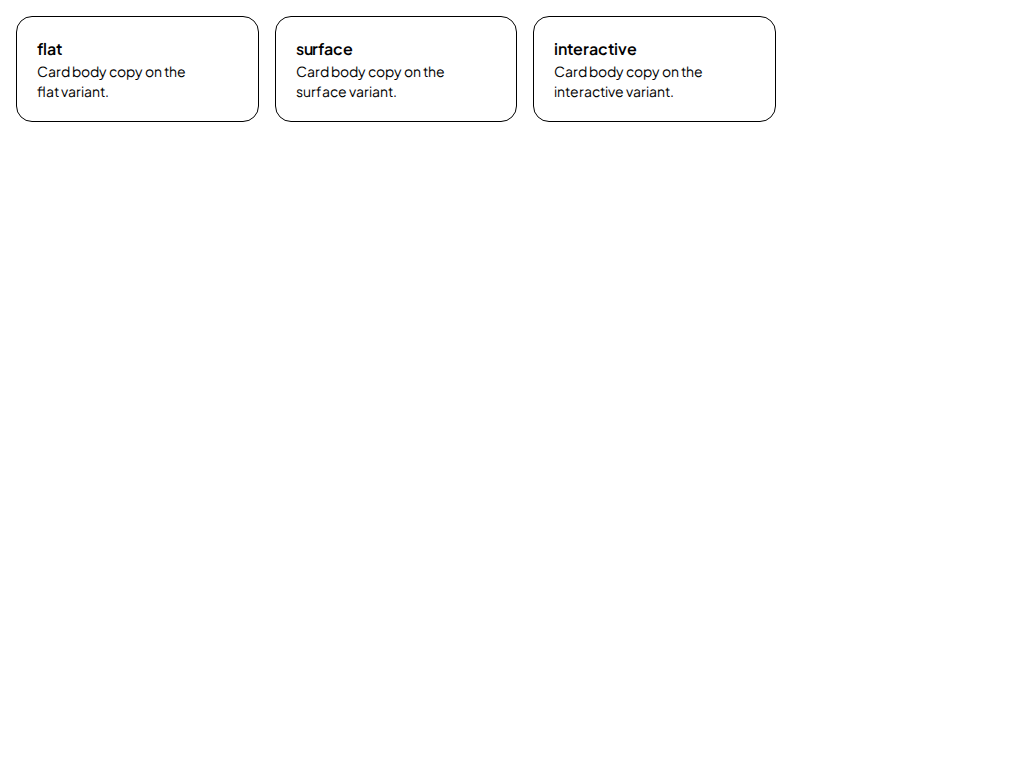 flat
Card body copy on the
flat variant.
surface
Card body copy on the
surface variant.
interactive
Card body copy on the
interactive variant.